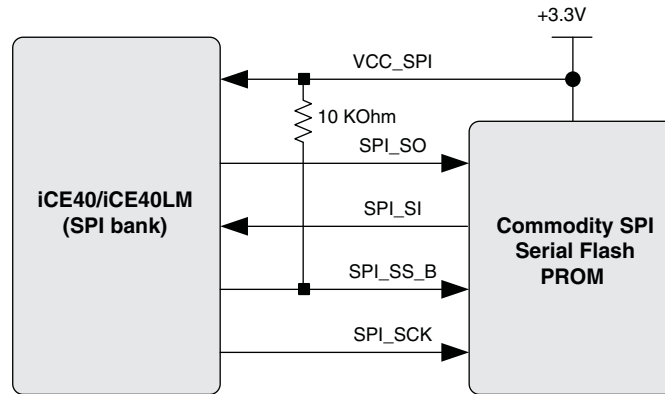 +3.3V
VCC_SPI
10 KOhm
SPI_SO
iCE40/iCE40LM
(SPI bank)
SPI_SI
Commodity SPI
Serial Flash
PROM
SPI_SS_B
SPI_SCK